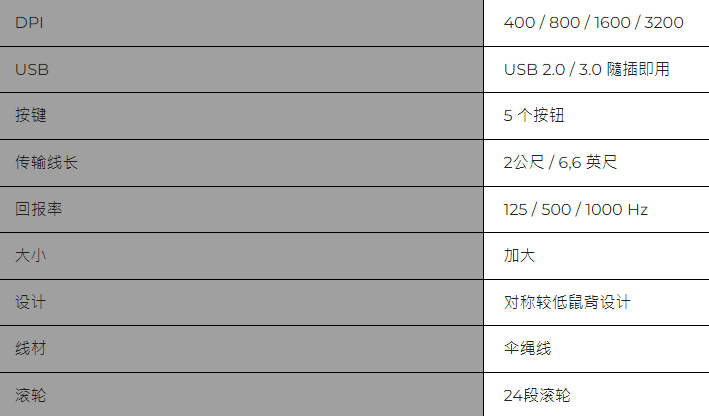 DPI 400 / 800 / 1600 / 3200
USB USB 2.0 / 3.0 隨插即用
按键 5 个按钮
传输线长 2公尺 / 6,6 英尺
回报率 125 / 500 / 1000 Hz
大小 加大
设计 对称较低鼠背设计
线材 伞绳线
滚轮 24段滚轮